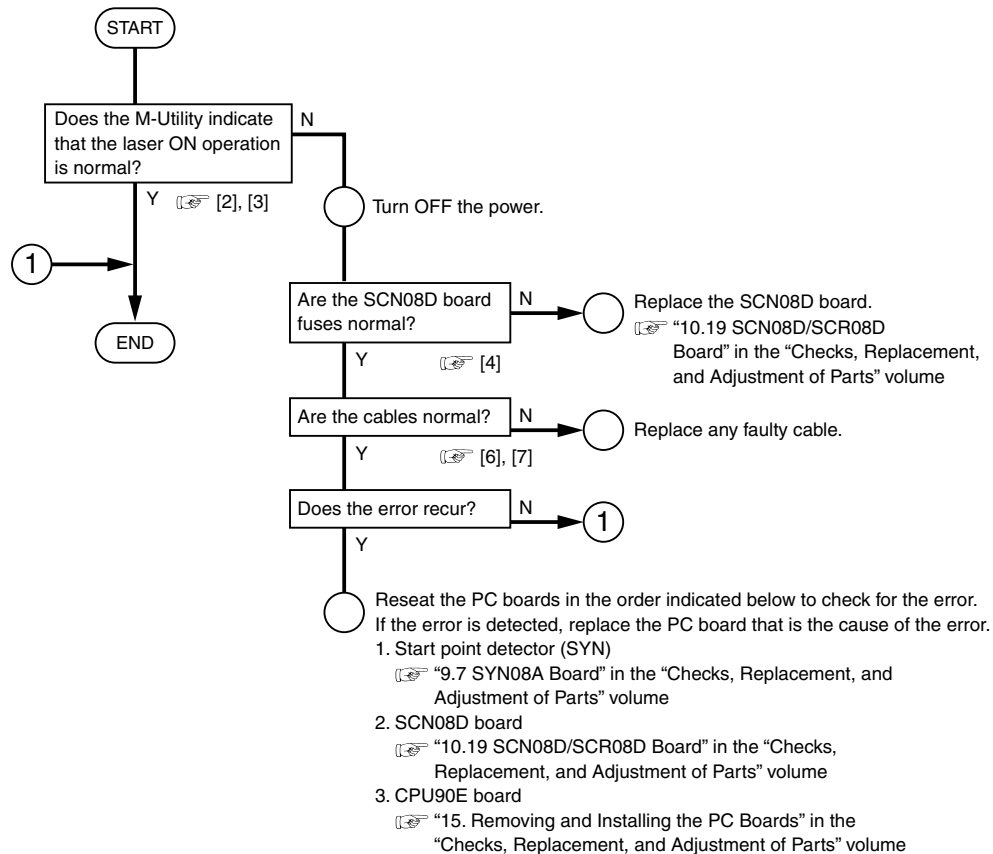 START
Does the M-Utility indicate
that the laser ON operation
is normal?
N
Y
[2], [3]
Turn OFF the power.
1
END
Are the SCN08D board
fuses normal?
N
Replace the SCN08D board.
“10.19 SCN08D/SCR08D
Board” in the “Checks, Replacement,
and Adjustment of Parts” volume
Y
[4]
Are the cables normal?
N
Replace any faulty cable.
Y
[6], [7]
Does the error recur?
N
1
Y
Reseat the PC boards in the order indicated below to check for the error.
If the error is detected, replace the PC board that is the cause of the error.
1. Start point detector (SYN)
“9.7 SYN08A Board” in the “Checks, Replacement, and
Adjustment of Parts” volume
2. SCN08D board
“10.19 SCN08D/SCR08D Board” in the “Checks,
Replacement, and Adjustment of Parts” volume
3. CPU90E board
“15. Removing and Installing the PC Boards” in the
“Checks, Replacement, and Adjustment of Parts” volume